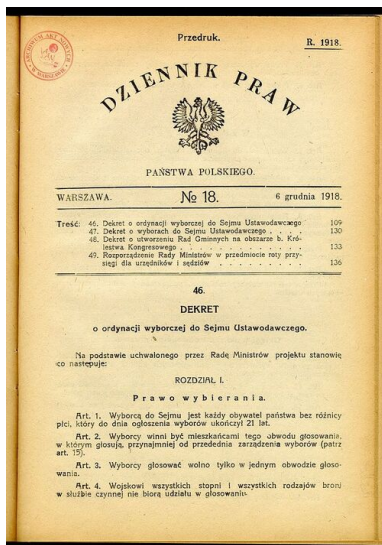 Przedruk.
R. 1918.
DZIENNIK PRAW
PAŃSTWA POLSKIEGO.
WARSZAWA. № 18. 6 grudnia 1918.
Treść: 46. Dekret o ordynacji wyborczej do Sejmu Ustawodawczego 109
47. Dekret o wyborach do Sejmu Ustawodawczego . . . . 130
48. Dekret o utworzeniu Rad Gminnych na obszarze b. Kró-
lestwa Kongresowego . . . . . . . . . . . . 133
49. Rozporządzenie Rady Ministrów w przedmiocie roty przy-
sięgi dla urzędników i sędziów . . . . . . . . 136
46.
DEKRET
o ordynacji wyborczej do Sejmu Ustawodawczego.
Na podstawie uchwalonego przez Radę Ministrów projektu stanowię
co następuje:
ROZDZIAŁ I.
Prawo wybierania.
Art. 1. Wyborcą do Sejmu jest każdy obywatel państwa bez różnicy
płci, który do dnia ogłoszenia wyborów ukończył 21 lat.
Art. 2. Wyborcy winni być mieszkańcami tego obwodu głosowania,
w którym głosują, przynajmniej od przedednia zarządzenia wyborów (patrz
art. 15).
Art. 3. Wyborcy głosować wolno tylko w jednym obwodzie głoso-
wania.
Art. 4. Wojskowi wszystkich stopni i wszystkich rodzajów broni
w służbie czynnej nie biorą udziału w głosowaniu.